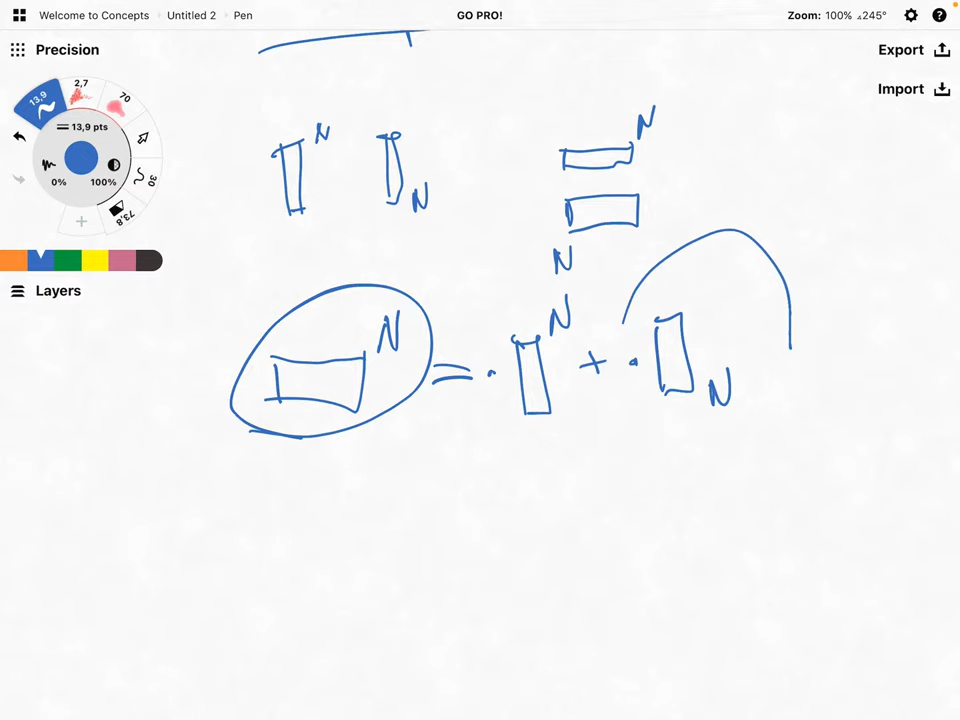 Welcome to Concepts Untitled 2 Pen GO PRO! Zoom: 100% ⊿245°
Precision Export
Import
13,9 2,7 70 30 73,8
13,9 pts
0% 100%
Layers
N N
N N
N = · N + · N